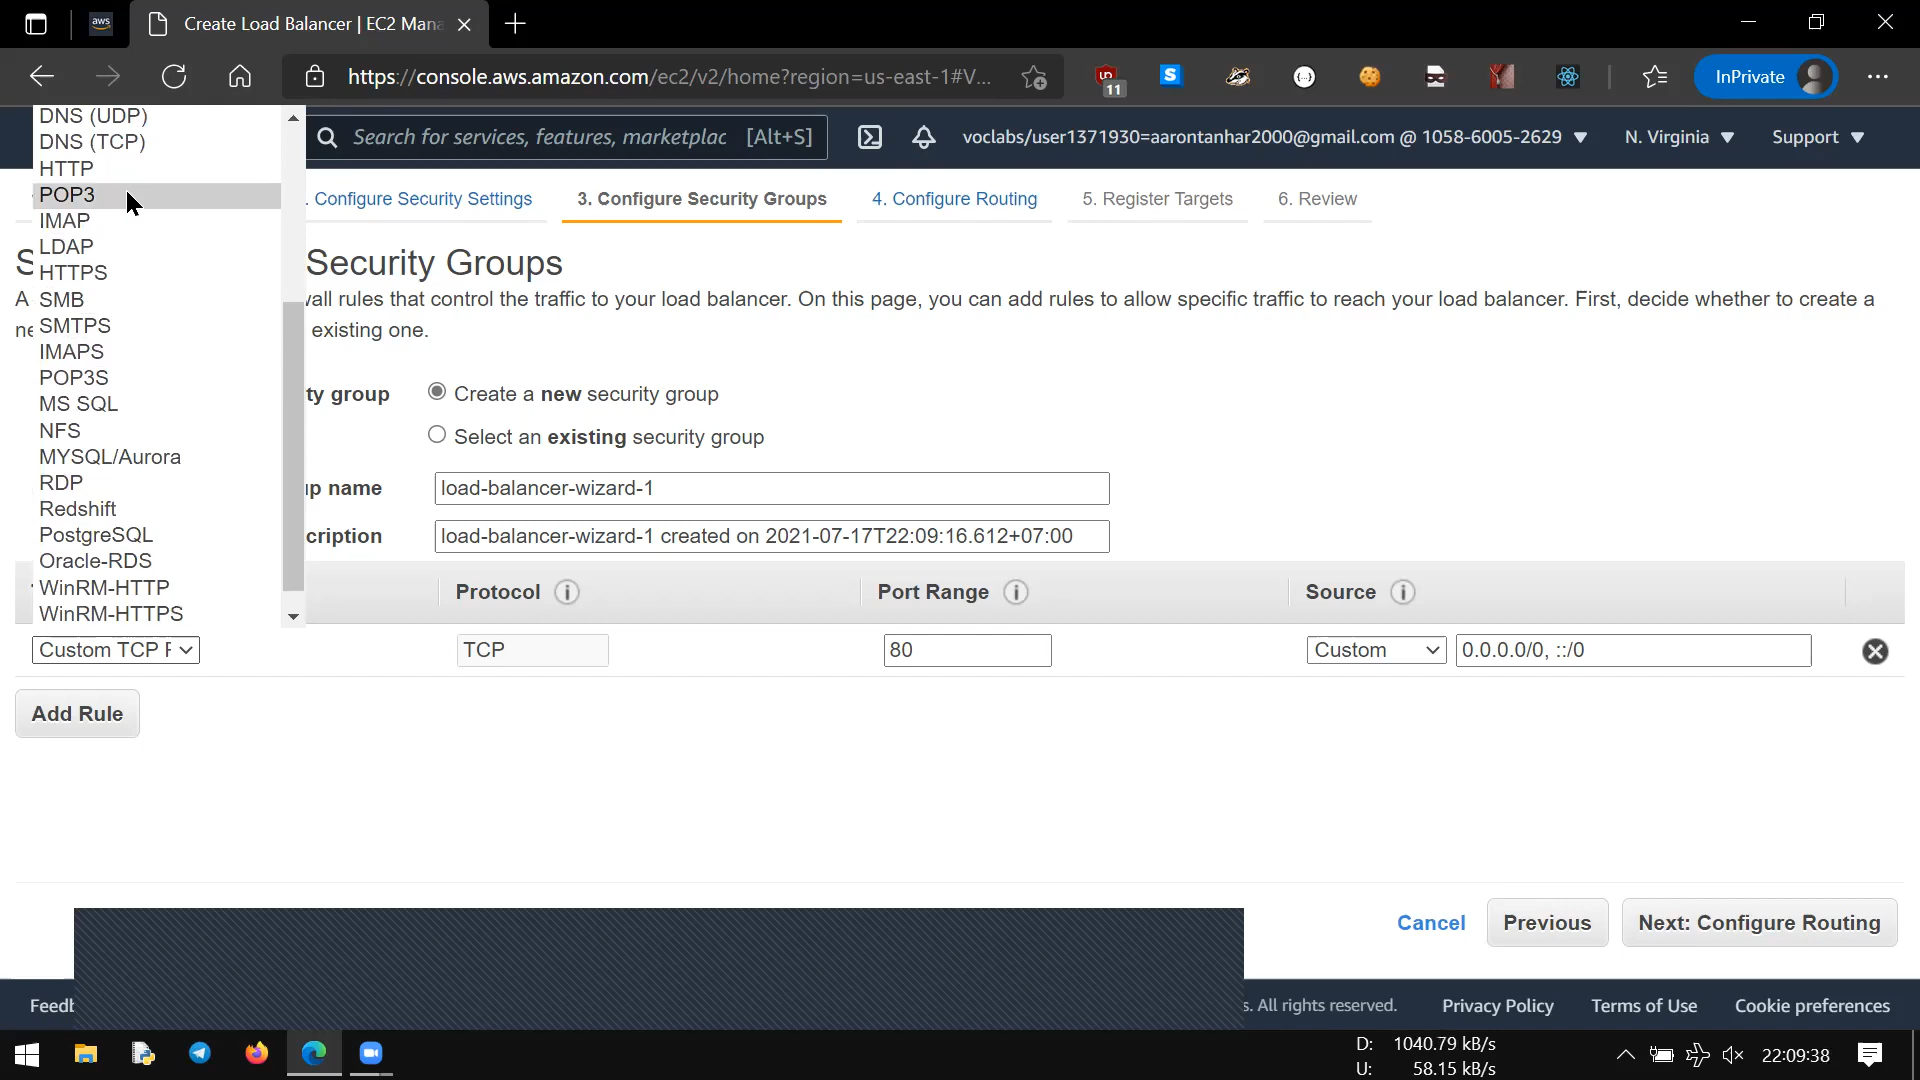 aws
Create Load Balancer | EC2 Mana
https://console.aws.amazon.com/ec2/v2/home?region=us-east-1#V...
11
InPrivate
Search for services, features, marketplac [Alt+S]
voclabs/user1371930=aarontanhar2000@gmail.com @ 1058-6005-2629
N. Virginia
Support
DNS (UDP)
DNS (TCP)
HTTP
POP3
IMAP
LDAP
HTTPS
SMB
SMTPS
IMAPS
POP3S
MS SQL
NFS
MYSQL/Aurora
RDP
Redshift
PostgreSQL
Oracle-RDS
WinRM-HTTP
WinRM-HTTPS
. Configure Security Settings
3. Configure Security Groups
4. Configure Routing
5. Register Targets
6. Review
S Security Groups
A vall rules that control the traffic to your load balancer. On this page, you can add rules to allow specific traffic to reach your load balancer. First, decide whether to create a
ne existing one.
ty group
Create a new security group
Select an existing security group
up name
load-balancer-wizard-1
cription
load-balancer-wizard-1 created on 2021-07-17T22:09:16.612+07:00
Protocol
Port Range
Source
Custom TCP F
TCP
80
Custom
0.0.0.0/0, ::/0
Add Rule
Cancel
Previous
Next: Configure Routing
Feedb
s. All rights reserved.
Privacy Policy
Terms of Use
Cookie preferences
D: 1040.79 kB/s
U: 58.15 kB/s
22:09:38